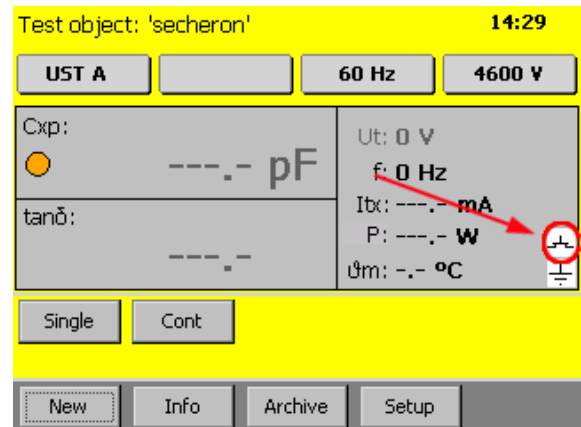 Test object: 'secheron' 14:29
UST A 60 Hz 4600 V
Cxp:
---.- pF
tanδ:
---.-
Ut: 0 V
f: 0 Hz
Itx: ---.- mA
P: ---.- W
ϑm: -.- ºC
Single Cont
New Info Archive Setup